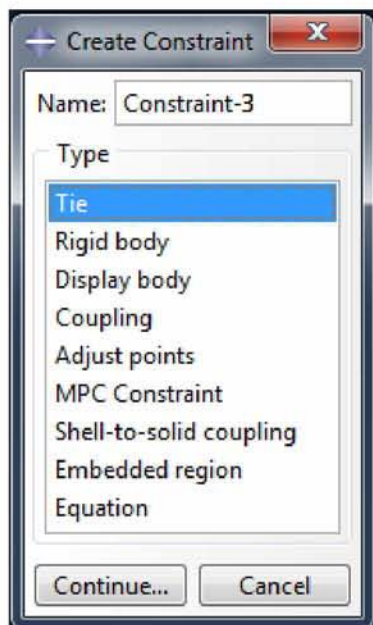 Create Constraint
X
Name: Constraint-3
Type
Tie
Rigid body
Display body
Coupling
Adjust points
MPC Constraint
Shell-to-solid coupling
Embedded region
Equation
Continue... Cancel